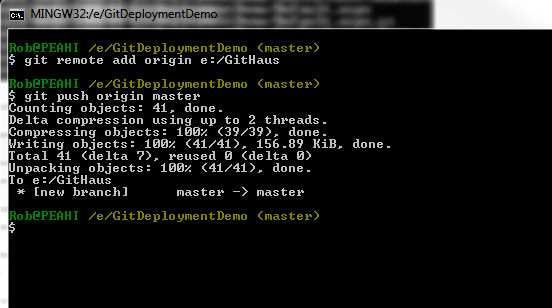 MINGW32:/e/GitDeploymentDemo
Rob@PEAHI /e/GitDeploymentDemo (master)
$ git remote add origin e:/GitHaus
Rob@PEAHI /e/GitDeploymentDemo (master)
$ git push origin master
Counting objects: 41, done.
Delta compression using up to 2 threads.
Compressing objects: 100% (39/39), done.
Writing objects: 100% (41/41), 156.89 KiB, done.
Total 41 (delta 7), reused 0 (delta 0)
Unpacking objects: 100% (41/41), done.
To e:/GitHaus
 * [new branch]      master -> master
Rob@PEAHI /e/GitDeploymentDemo (master)
$